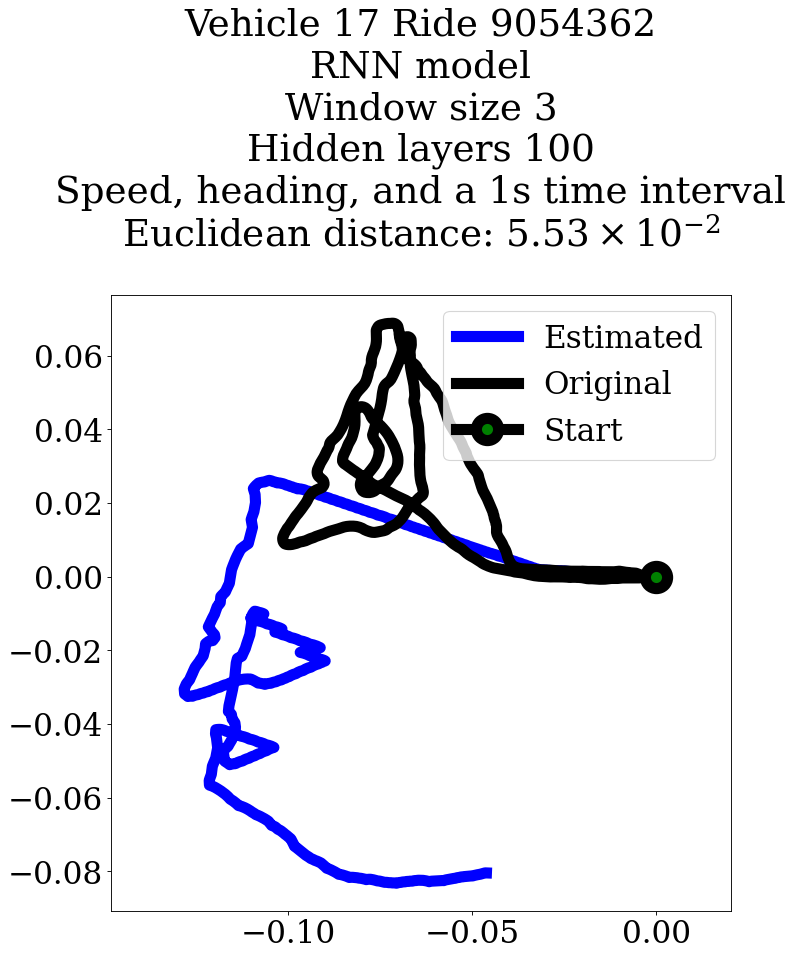 Vehicle 17 Ride 9054362
RNN model
Window size 3
Hidden layers 100
Speed, heading, and a 1s time interval
Euclidean distance: 5.53 × 10⁻²
Estimated
Original
Start
0.06
0.04
0.02
0.00
−0.02
−0.04
−0.06
−0.08
−0.10
−0.05
0.00